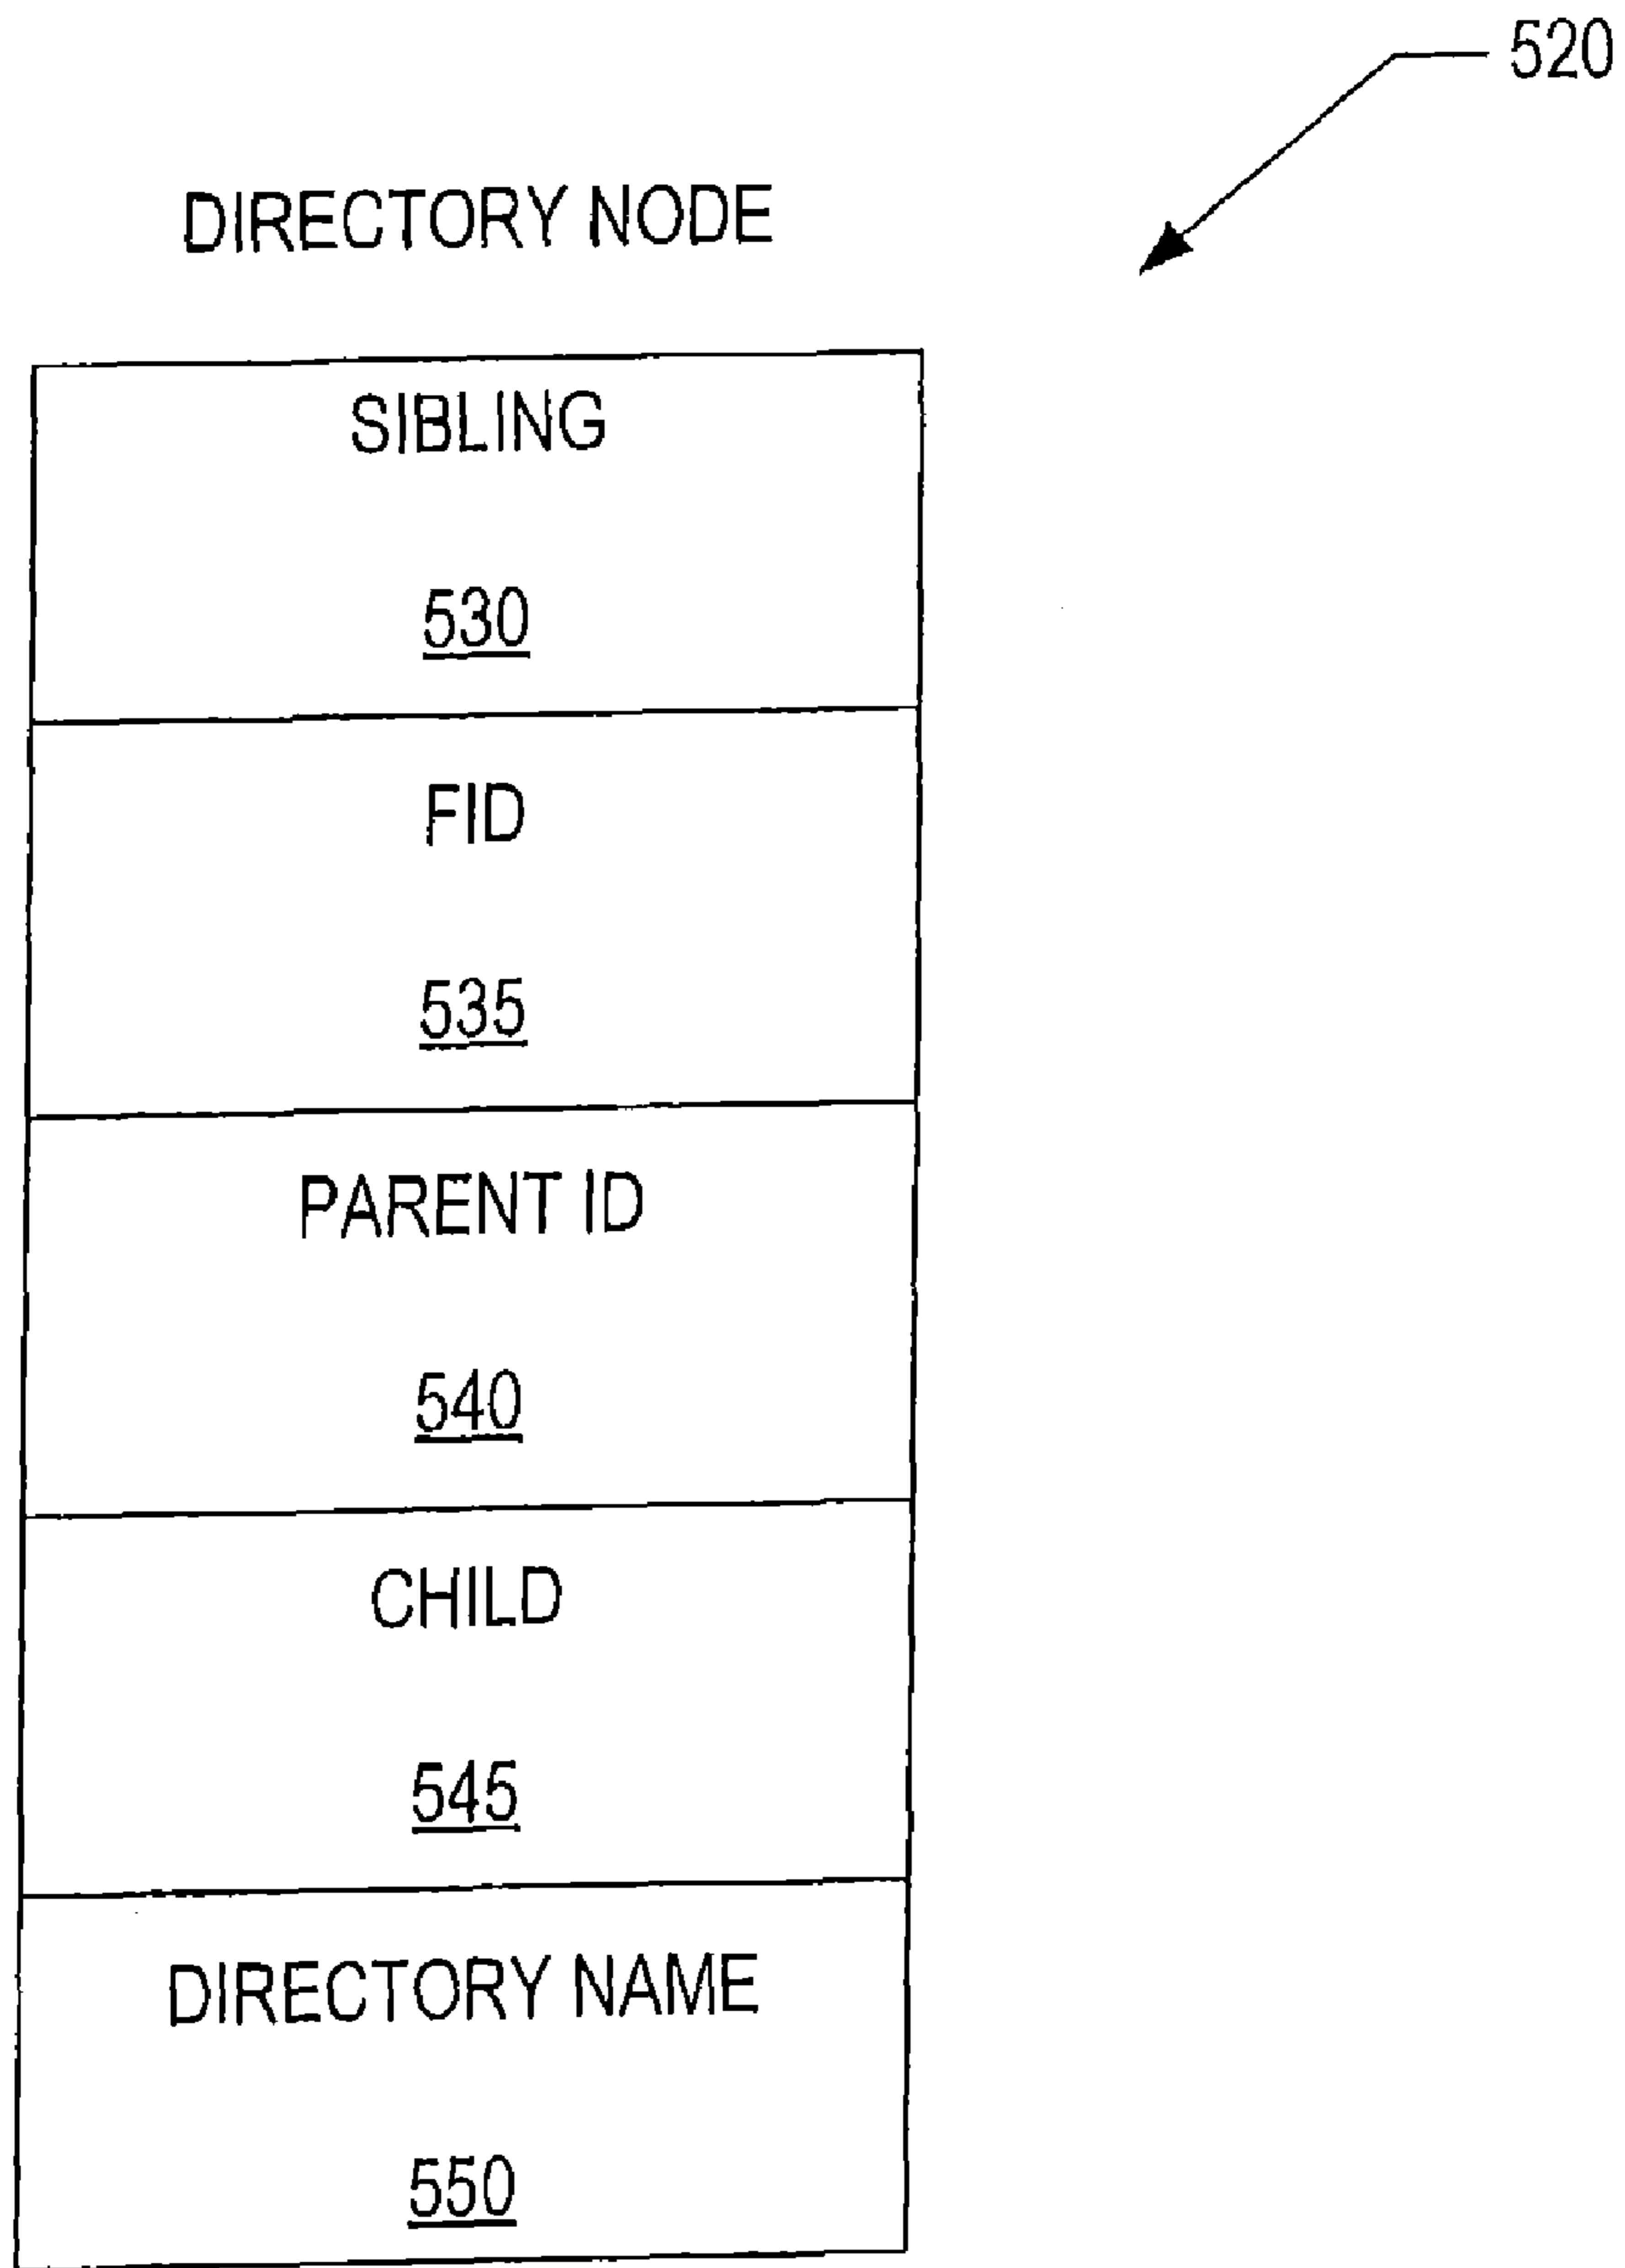 520
DIRECTORY NODE
SIBLING
530
FID
535
PARENT ID
540
CHILD
545
DIRECTORY NAME
550